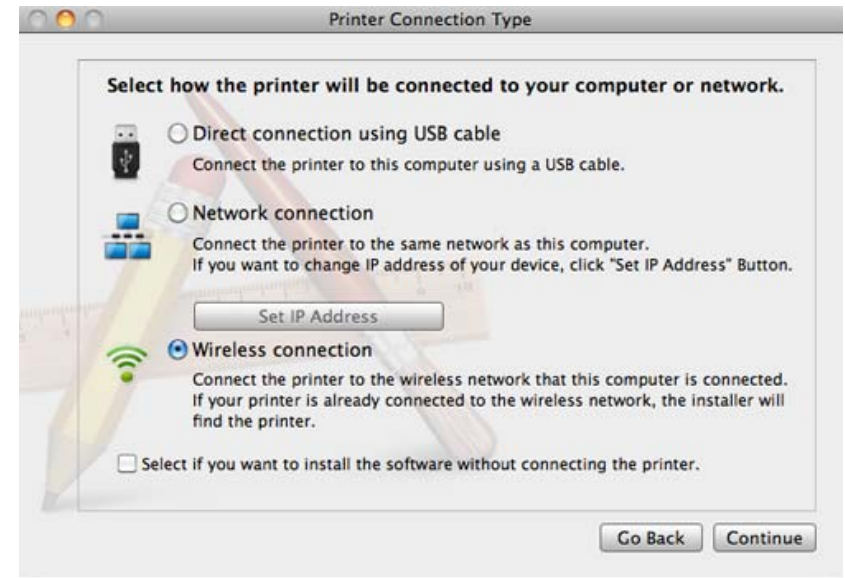 Printer Connection Type
Select how the printer will be connected to your computer or network.
Direct connection using USB cable
Connect the printer to this computer using a USB cable.
Network connection
Connect the printer to the same network as this computer.
If you want to change IP address of your device, click "Set IP Address" Button.
Set IP Address
Wireless connection
Connect the printer to the wireless network that this computer is connected.
If your printer is already connected to the wireless network, the installer will
find the printer.
Select if you want to install the software without connecting the printer.
Go Back
Continue